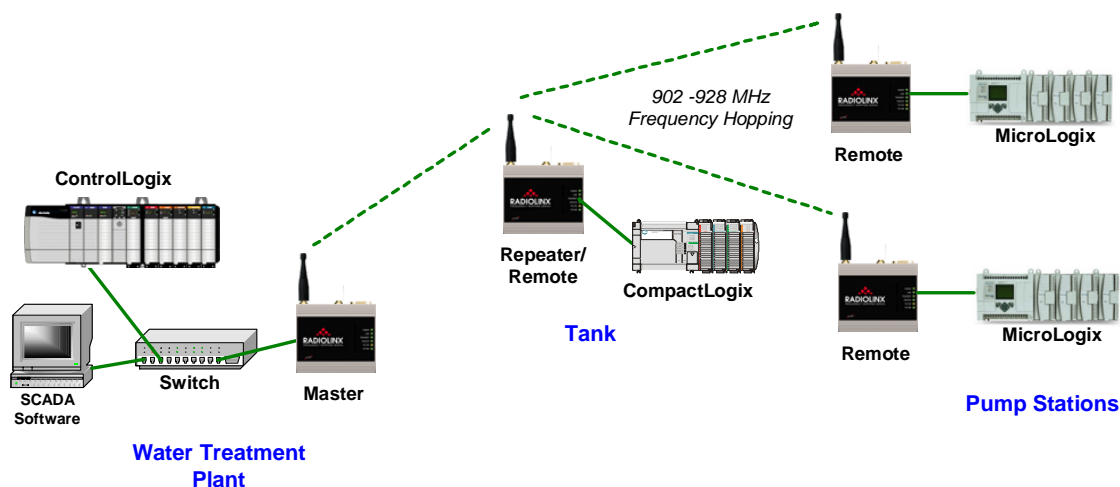 902 -928 MHz
Frequency Hopping
RADIOLINX
Remote
MicroLogix
ControlLogix
RADIOLINX
Repeater/
Remote
CompactLogix
Tank
RADIOLINX
Remote
MicroLogix
Pump Stations
SCADA
Software
Switch
RADIOLINX
Master
Water Treatment
Plant